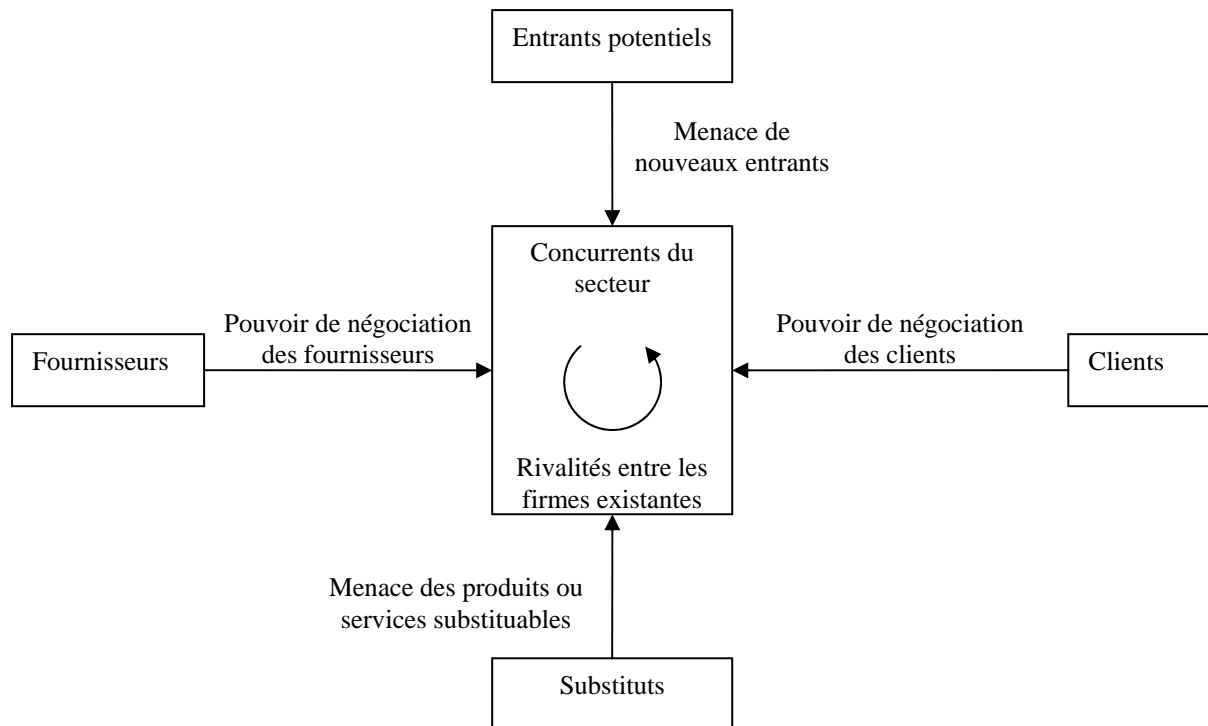 Entrants potentiels
Menace de
nouveaux entrants
Concurrents du
secteur
Pouvoir de négociation
des fournisseurs
Pouvoir de négociation
des clients
Fournisseurs
Clients
Rivalités entre les
firmes existantes
Menace des produits ou
services substituables
Substituts